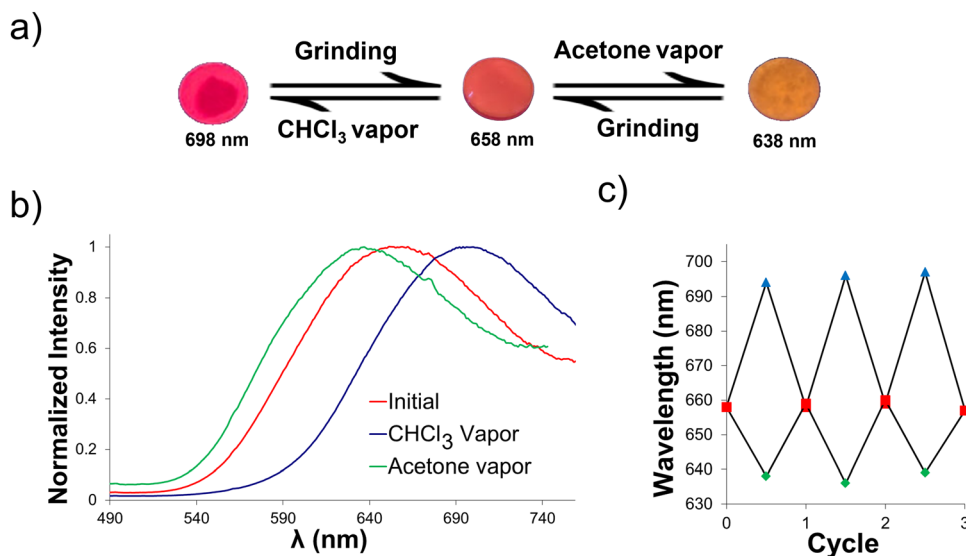 a)
Grinding
Acetone vapor
CHCl₃ vapor
Grinding
698 nm
658 nm
638 nm
b)
Normalized Intensity
1
0.8
0.6
0.4
0.2
0
490
540
590
640
690
740
λ (nm)
Initial
CHCl₃ Vapor
Acetone vapor
c)
Wavelength (nm)
700
690
680
670
660
650
640
630
0
1
2
3
Cycle